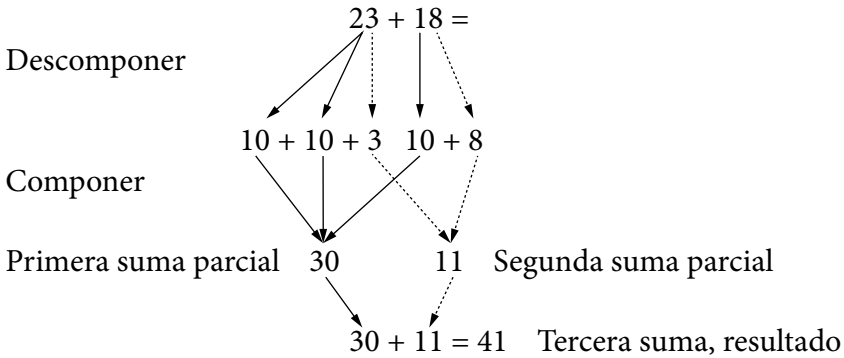 23 + 18 =
Descomponer
10 + 10 + 3 10 + 8
Componer
Primera suma parcial 30 11 Segunda suma parcial
30 + 11 = 41 Tercera suma, resultado